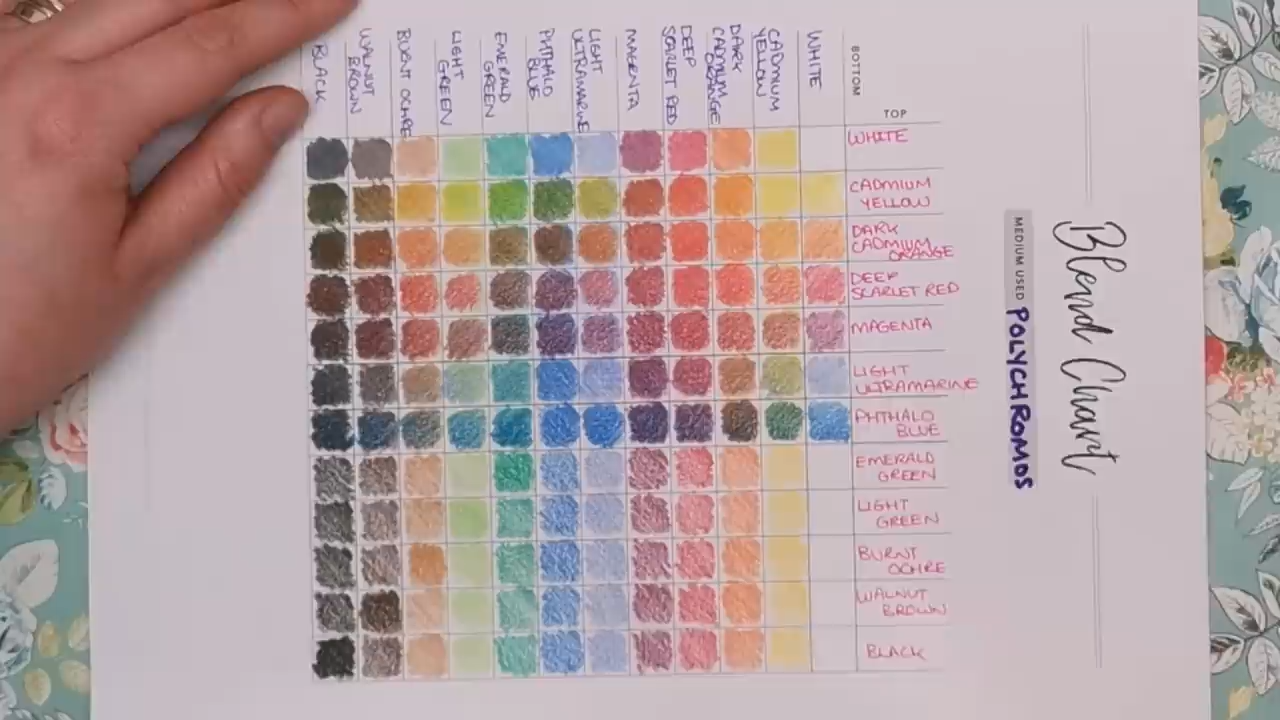 Blend Chart
MEDIUM USED POLYCHROMOS
BOTTOM
TOP
BLACK
WALNUT
BROWN
BURNT OCHRE
LIGHT
GREEN
EMERALD
GREEN
PHTHALO
BLUE
LIGHT
ULTRAMARINE
MAGENTA
DEEP
SCARLET RED
DARK
CADMIUM
ORANGE
CADMIUM
YELLOW
WHITE
WHITE
CADMIUM
YELLOW
DARK
CADMIUM
ORANGE
DEEP
SCARLET RED
MAGENTA
LIGHT
ULTRAMARINE
PHTHALO
BLUE
EMERALD
GREEN
LIGHT
GREEN
BURNT
OCHRE
WALNUT
BROWN
BLACK